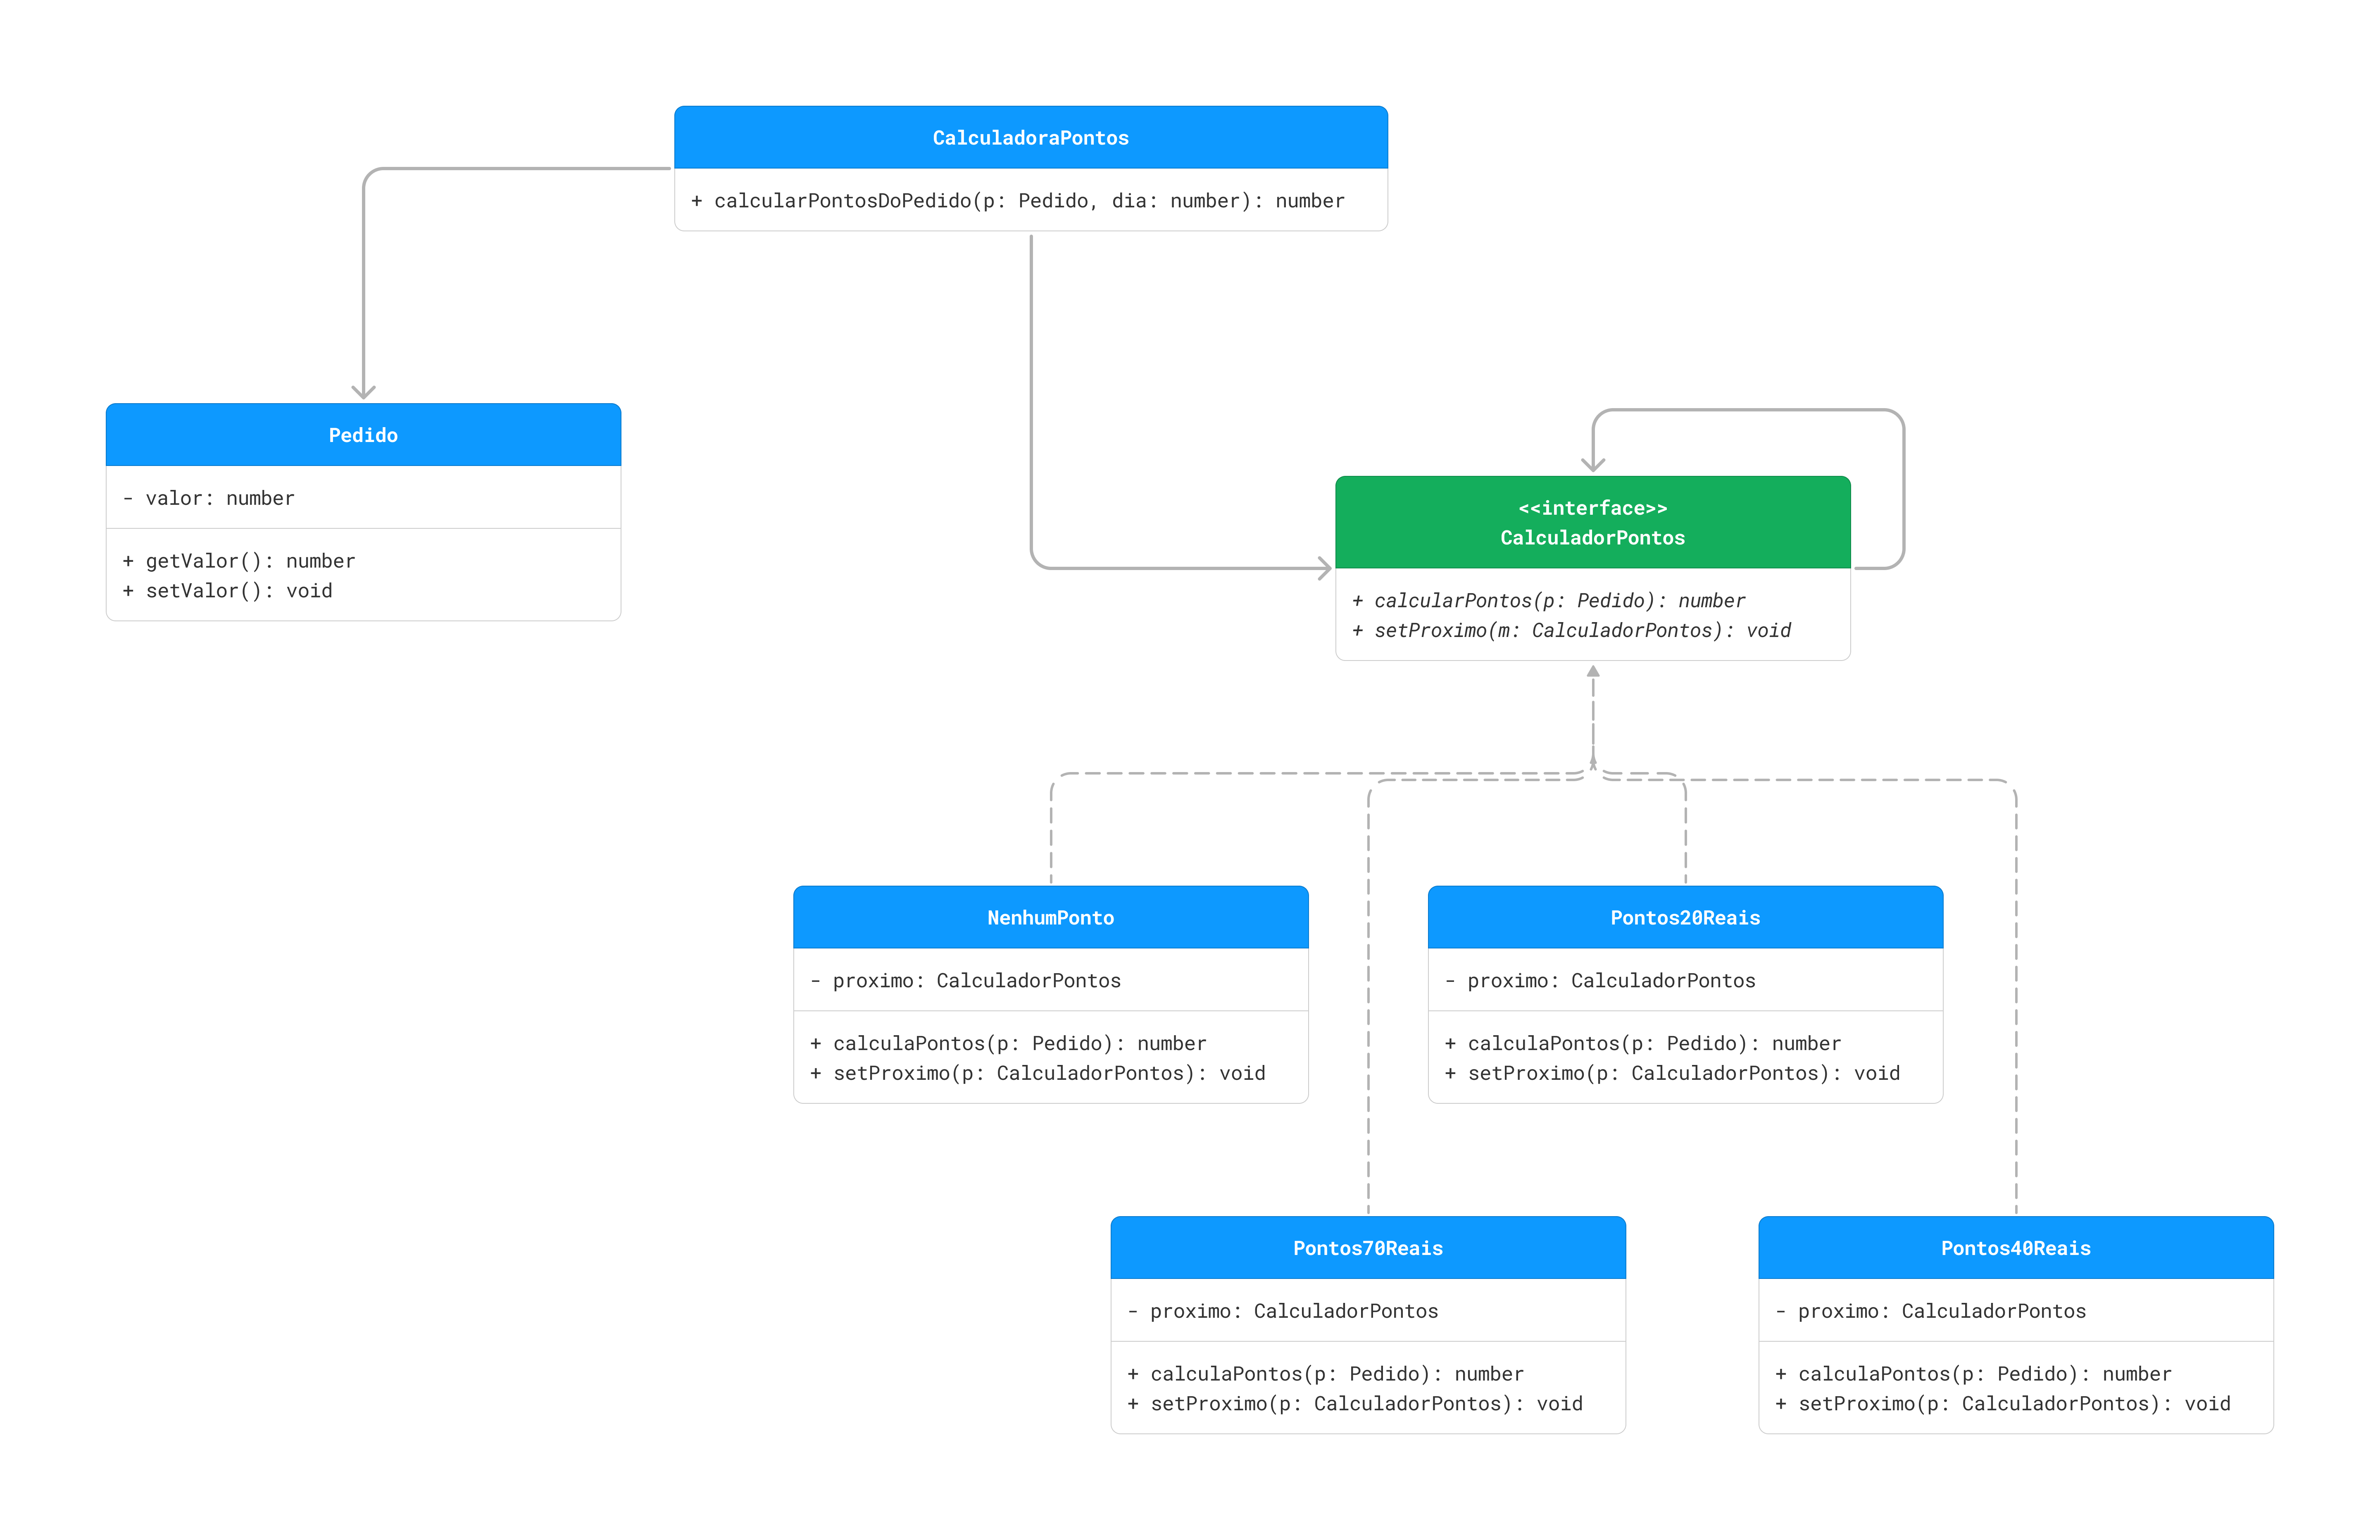 CalculadoraPontos
+ calcularPontosDoPedido(p: Pedido, dia: number): number
Pedido
- valor: number
+ getValor(): number
+ setValor(): void
<<interface>>
CalculadorPontos
+ calcularPontos(p: Pedido): number
+ setProximo(m: CalculadorPontos): void
NenhumPonto
- proximo: CalculadorPontos
+ calculaPontos(p: Pedido): number
+ setProximo(p: CalculadorPontos): void
Pontos20Reais
- proximo: CalculadorPontos
+ calculaPontos(p: Pedido): number
+ setProximo(p: CalculadorPontos): void
Pontos70Reais
- proximo: CalculadorPontos
+ calculaPontos(p: Pedido): number
+ setProximo(p: CalculadorPontos): void
Pontos40Reais
- proximo: CalculadorPontos
+ calculaPontos(p: Pedido): number
+ setProximo(p: CalculadorPontos): void